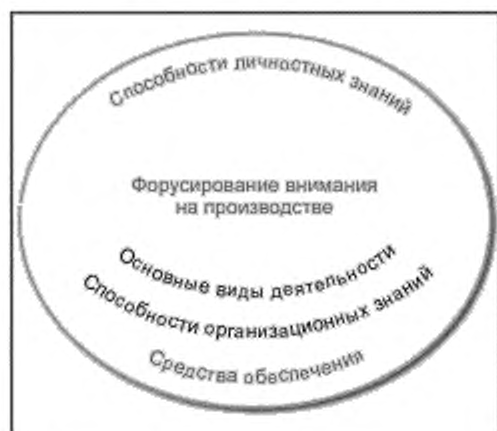 Способности личностных знаний
Форусирование внимания
на производстве
Основные виды деятельности
Способности организационных знаний
Средства обеспечения